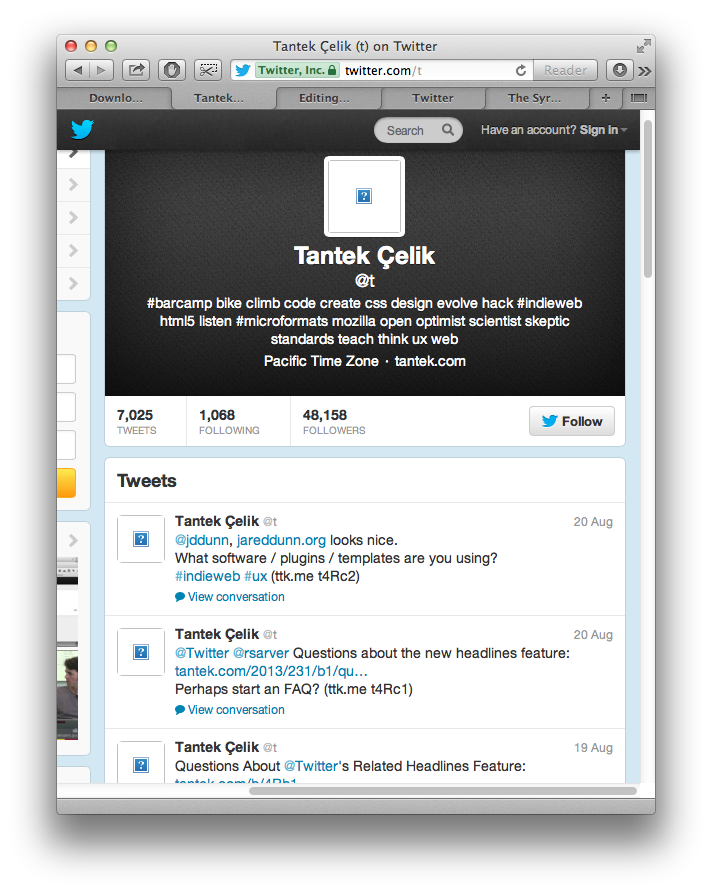 Tantek Çelik (t) on Twitter
Twitter, Inc. twitter.com/t
Reader
Downlo...
Tantek...
Editing...
Twitter
The Syr...
Search
Have an account? Sign in
Tantek Çelik
@t
#barcamp bike climb code create css design evolve hack #indieweb
html5 listen #microformats mozilla open optimist scientist skeptic
standards teach think ux web
Pacific Time Zone · tantek.com
7,025
TWEETS
1,068
FOLLOWING
48,158
FOLLOWERS
Follow
Tweets
Tantek Çelik @t 20 Aug
@jddunn, jareddunn.org looks nice.
What software / plugins / templates are you using?
#indieweb #ux (ttk.me t4Rc2)
View conversation
Tantek Çelik @t 20 Aug
@Twitter @rsarver Questions about the new headlines feature:
tantek.com/2013/231/b1/qu…
Perhaps start an FAQ? (ttk.me t4Rc1)
View conversation
Tantek Çelik @t 19 Aug
Questions About @Twitter's Related Headlines Feature:
tantek.com/b/4Rb1